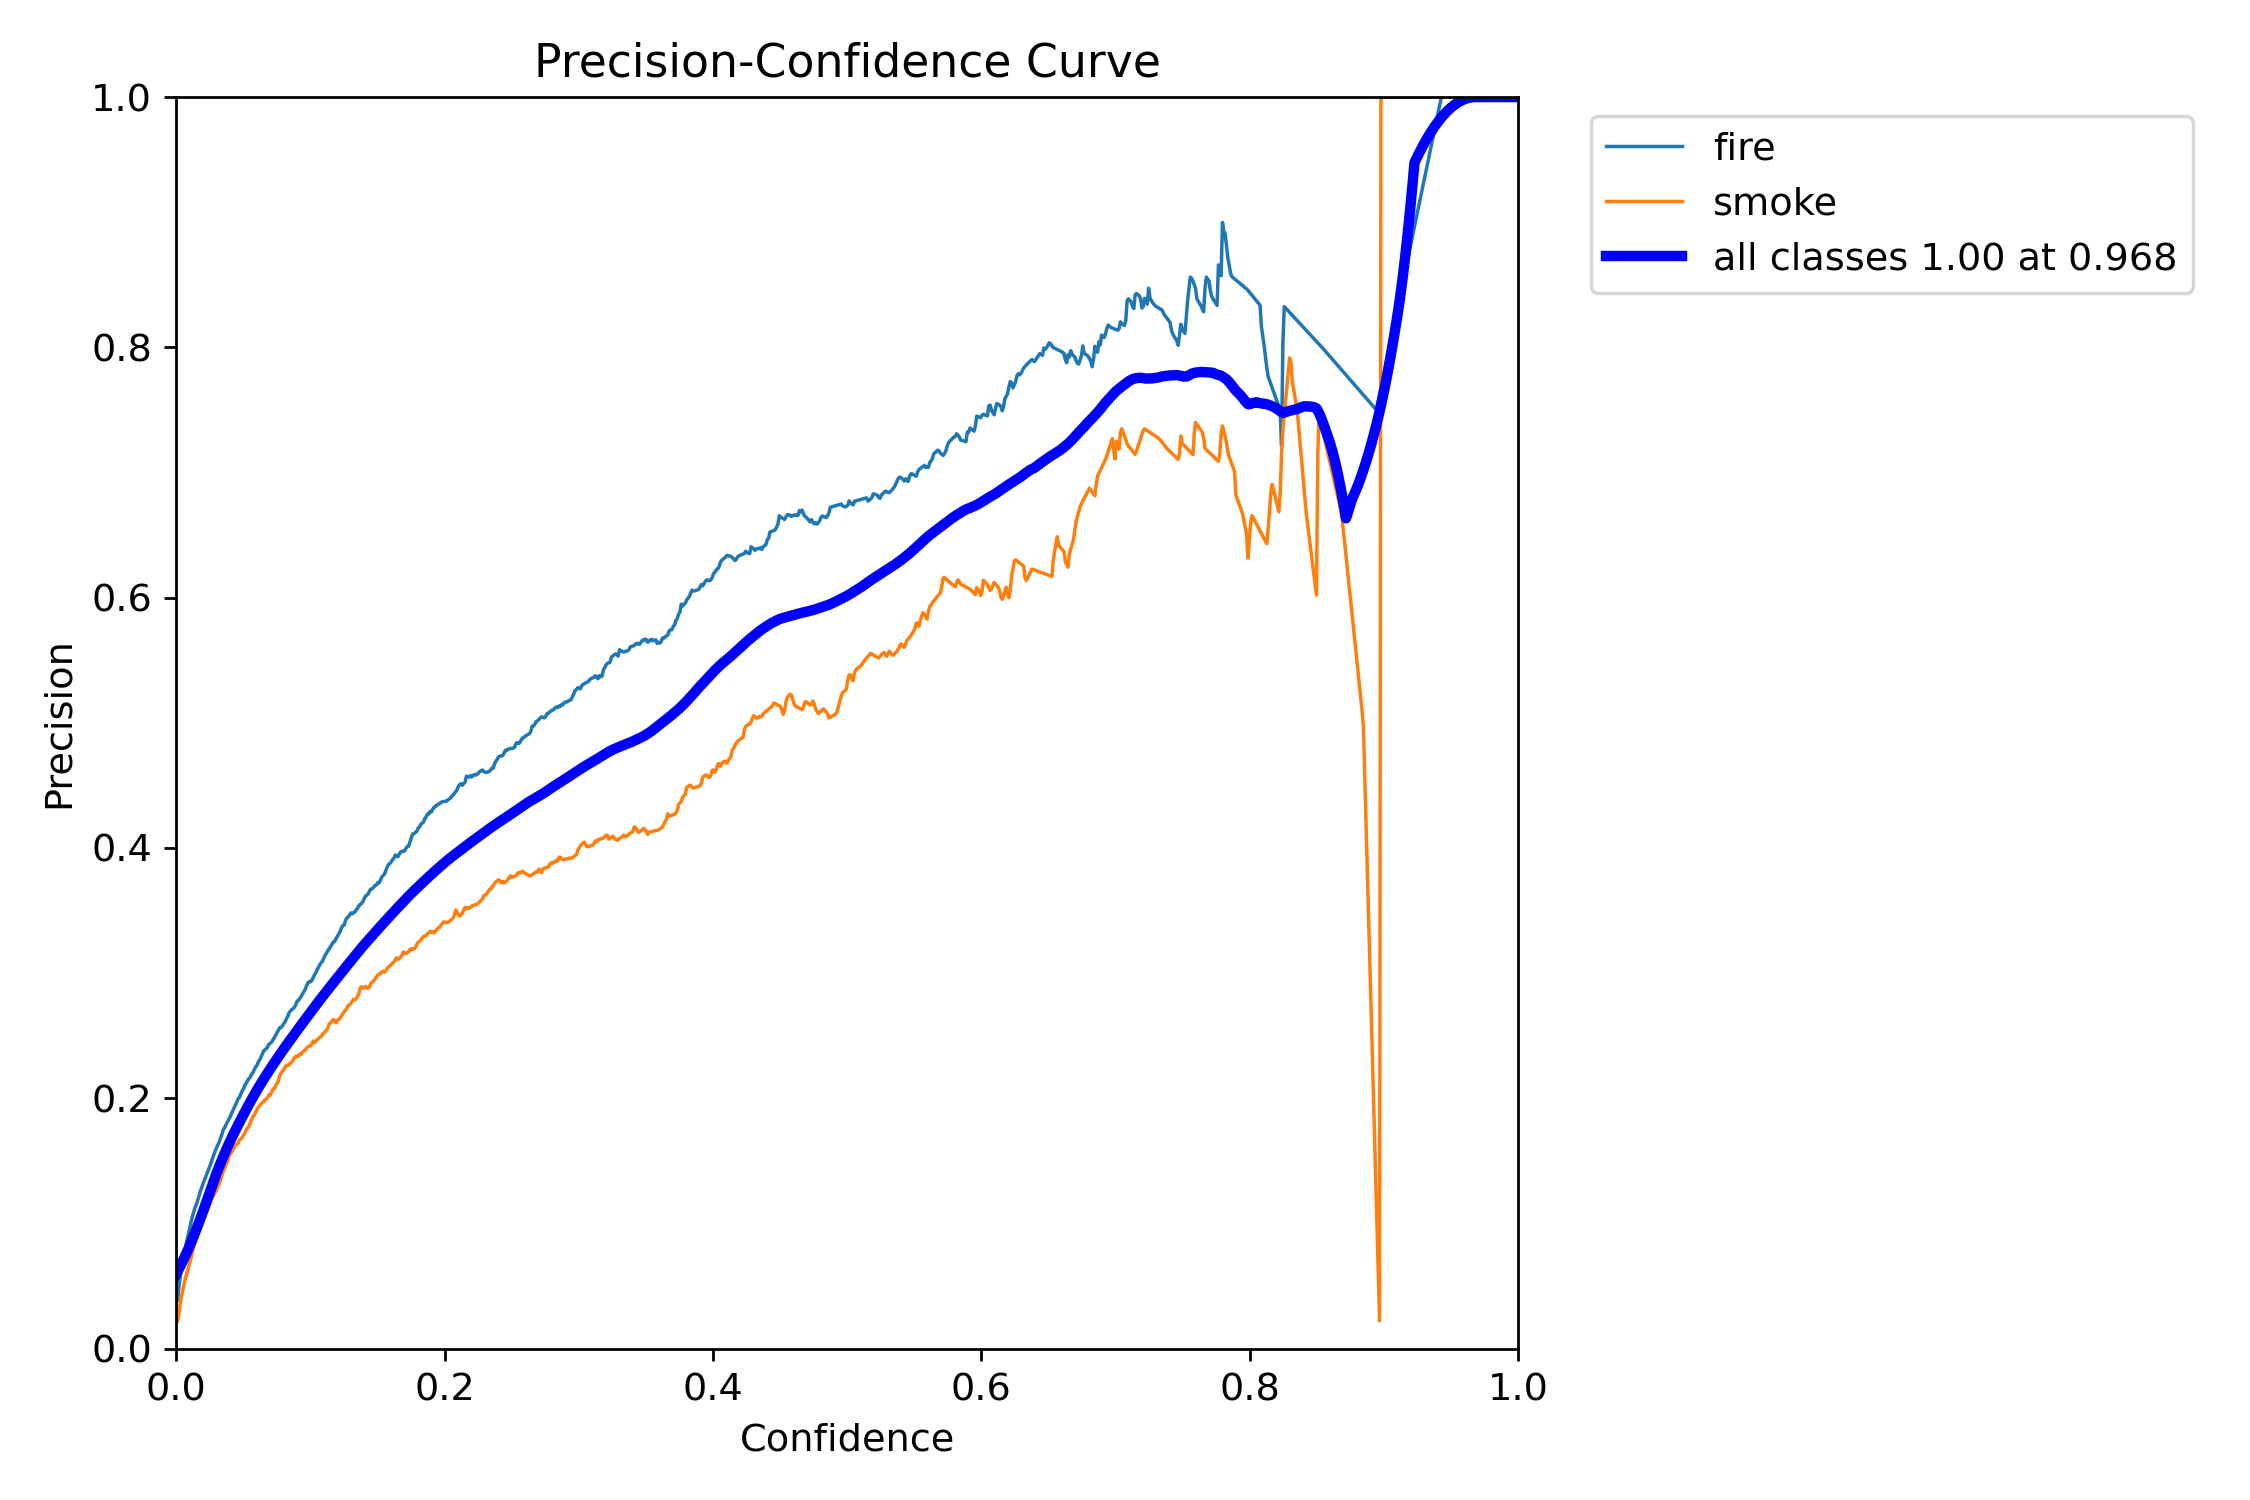 Precision-Confidence Curve
1.0
0.8
0.6
0.4
0.2
0.0
Precision
0.0 0.2 0.4 0.6 0.8 1.0
Confidence
fire
smoke
all classes 1.00 at 0.968